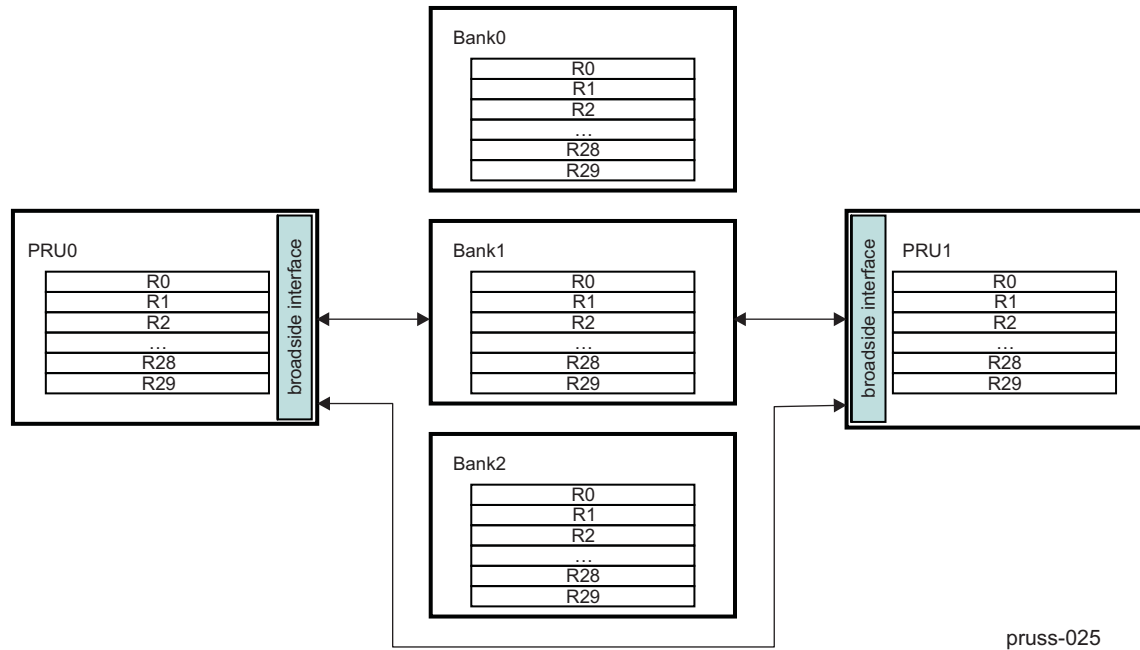 Bank0
R0
R1
R2
...
R28
R29
PRU0
R0
R1
R2
...
R28
R29
broadside interface
Bank1
R0
R1
R2
...
R28
R29
broadside interface
PRU1
R0
R1
R2
...
R28
R29
Bank2
R0
R1
R2
...
R28
R29
pruss-025